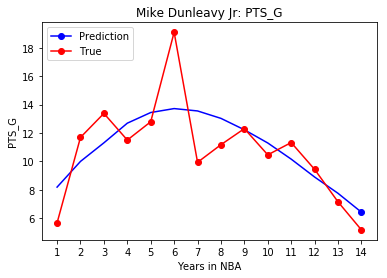 Mike Dunleavy Jr: PTS_G
Prediction
True
PTS_G
18
16
14
12
10
8
6
1 2 3 4 5 6 7 8 9 10 11 12 13 14
Years in NBA